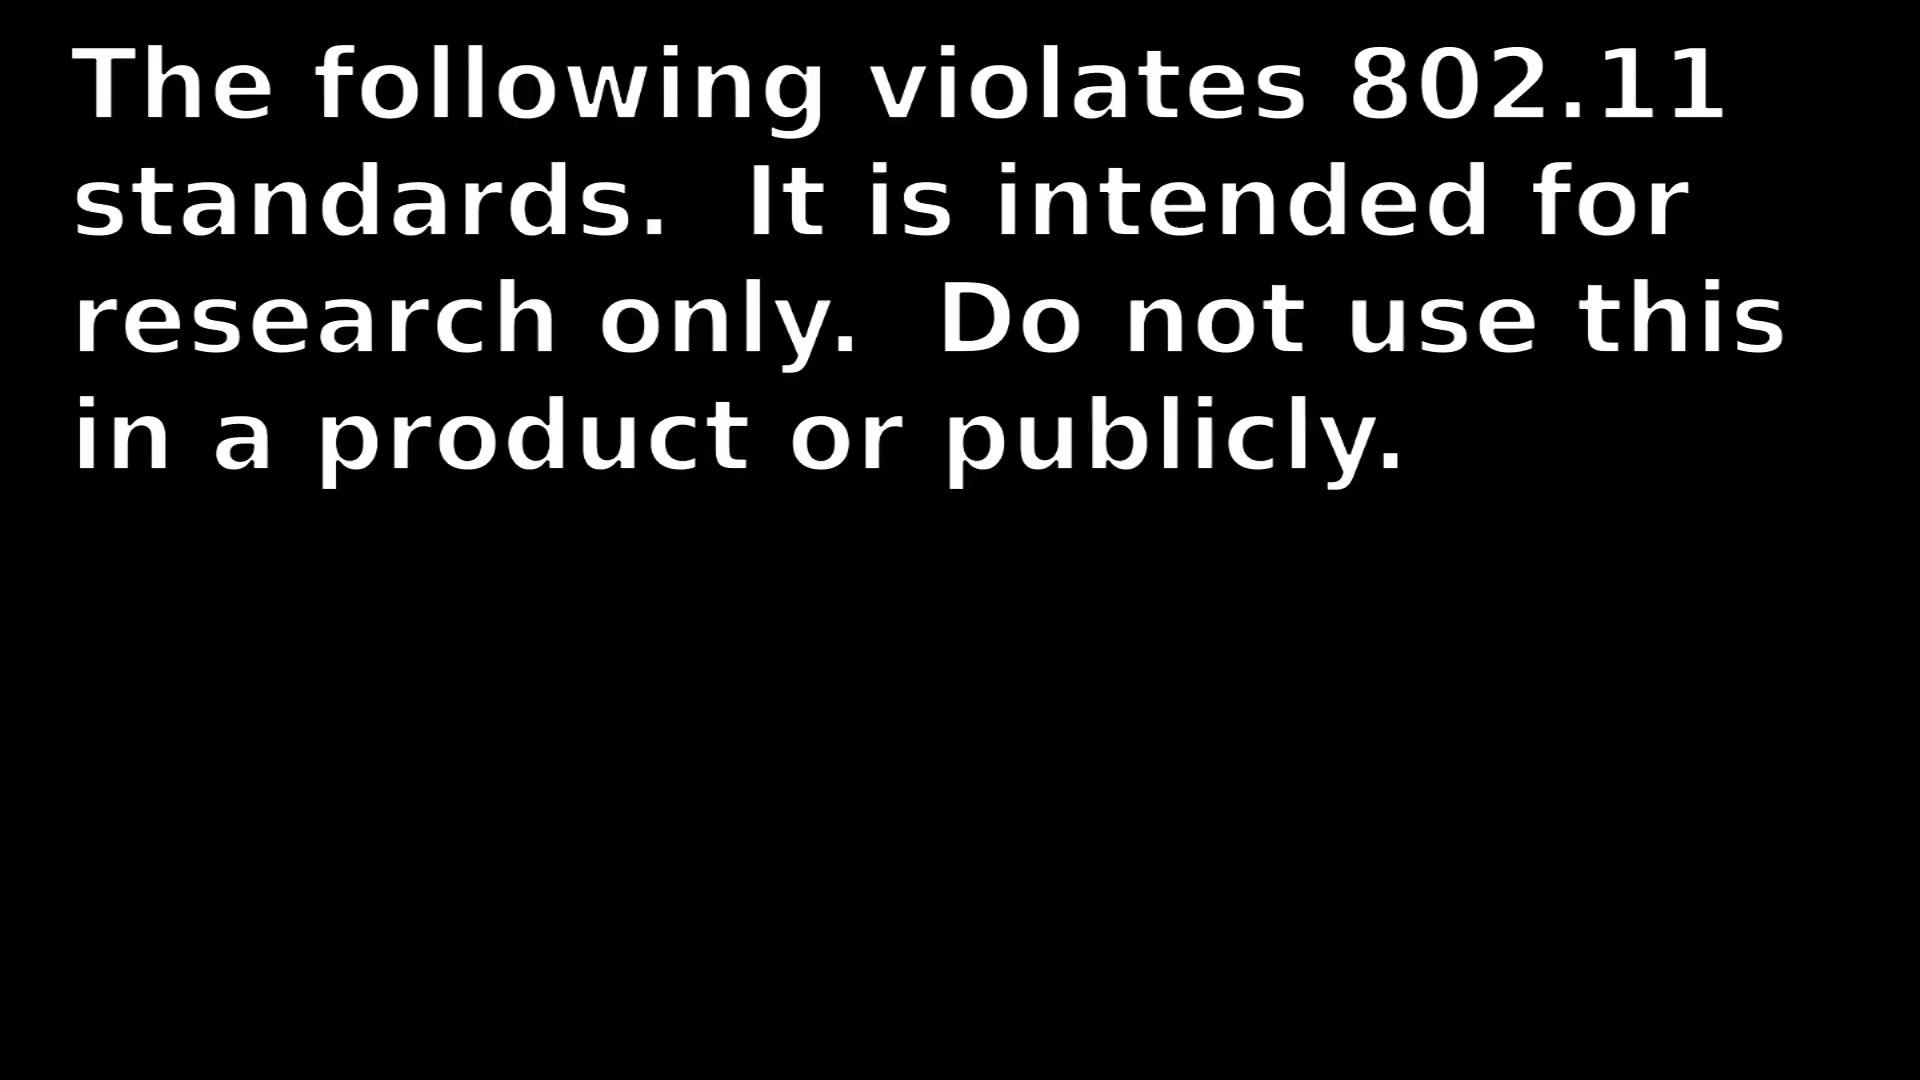 The following violates 802.11
standards.  It is intended for
research only.  Do not use this
in a product or publicly.